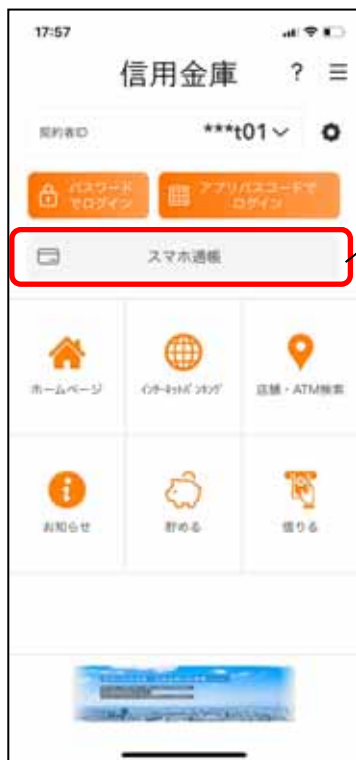 17:57
信用金庫 ?
契約者ID ***t01
パスワード
でログイン
アプリパスコードで
ログイン
スマホ通帳
ホームページ
インターネットバンキング
店舗・ATM検索
お知らせ
貯める
借りる